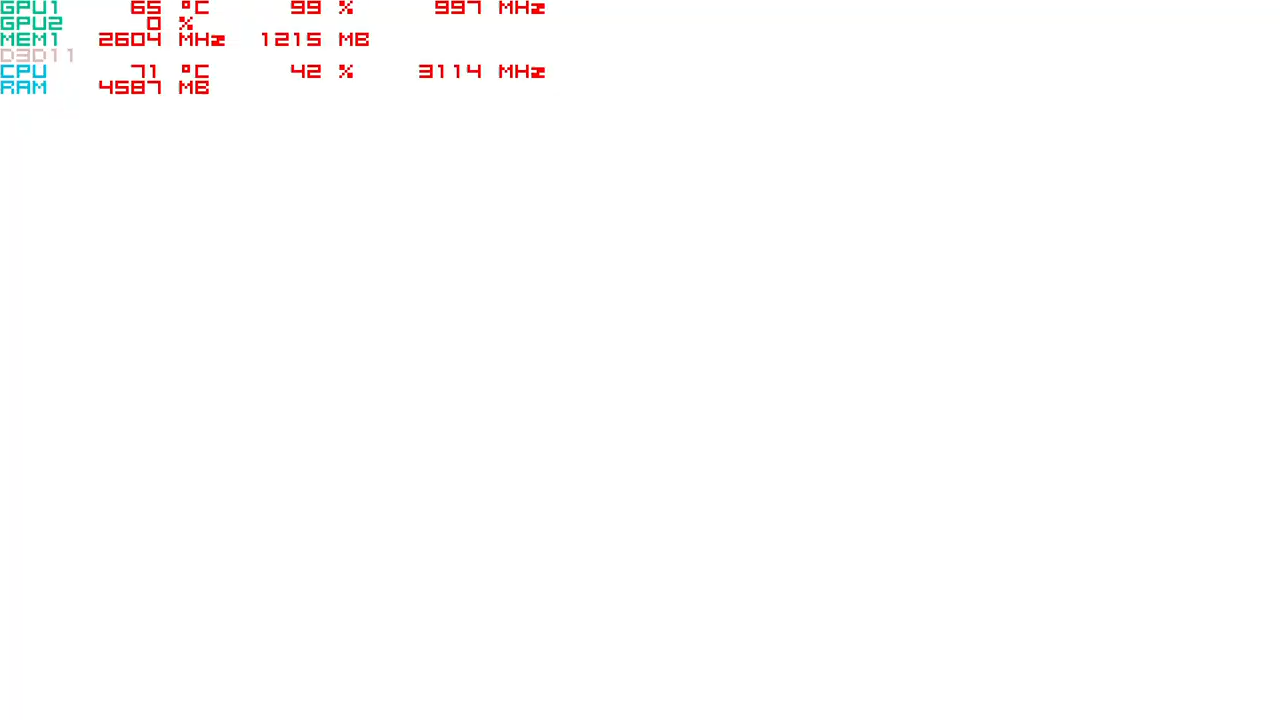 GPU1 65 °C 99 % 997 MHz
GPU2 0 %
MEM1 2604 MHz 1215 MB
D3D11
CPU 71 °C 42 % 3114 MHz
RAM 4587 MB